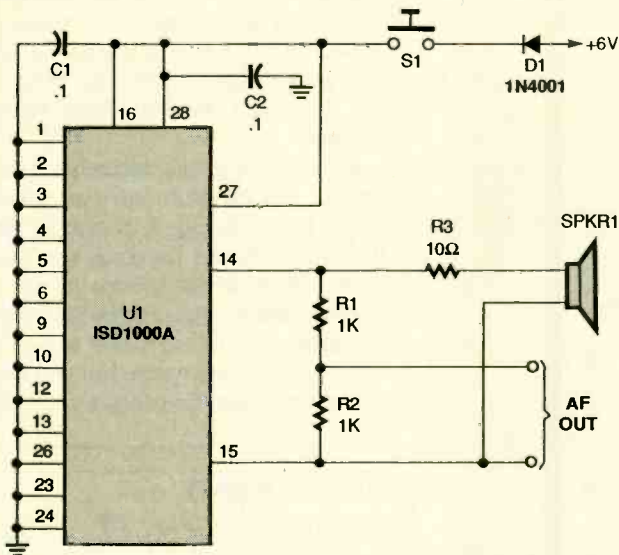 +6V
S1
D1
1N4001
C1
.1
C2
.1
16
28
1
2
3
4
5
6
9
10
12
13
26
23
24
U1
ISD1000A
27
14
15
R3
10Ω
SPKR1
R1
1K
R2
1K
AF
OUT